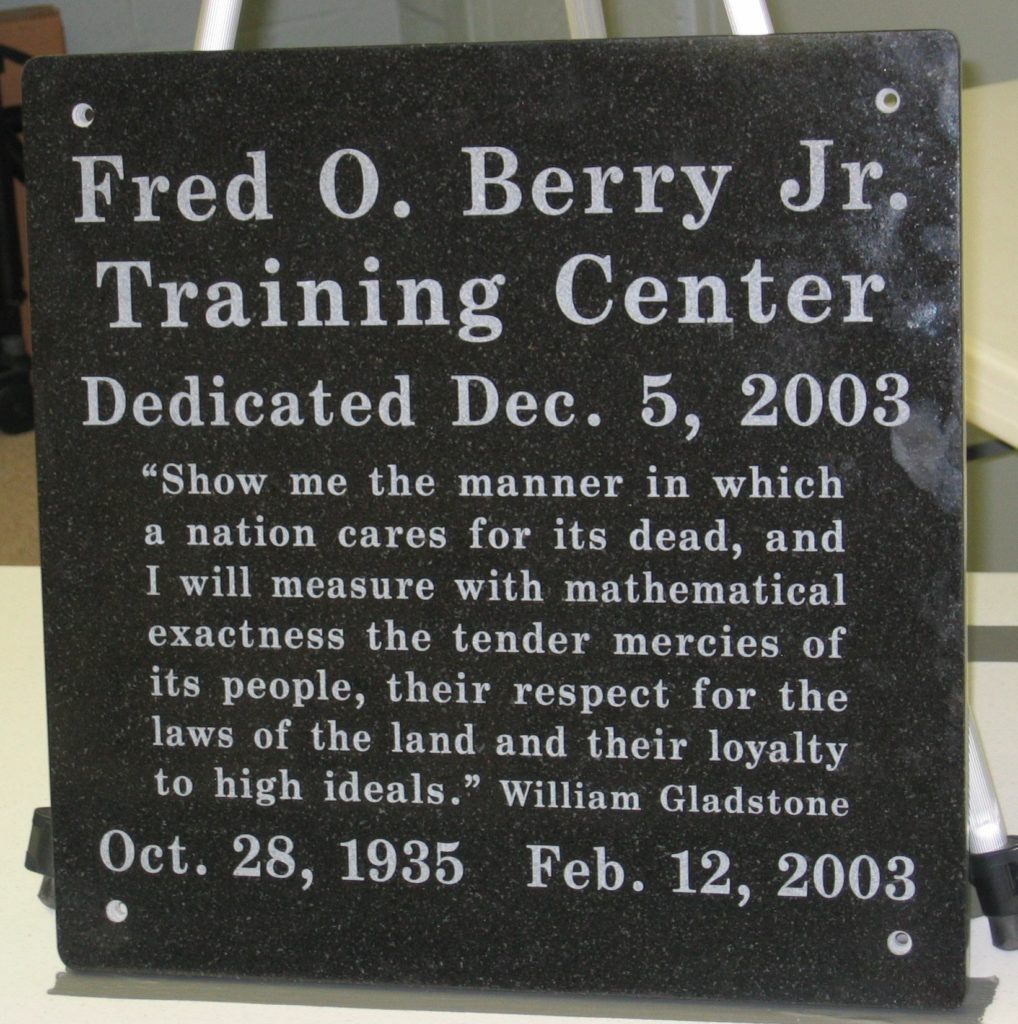 Fred O. Berry Jr.
Training Center
Dedicated Dec. 5, 2003
“Show me the manner in which
a nation cares for its dead, and
I will measure with mathematical
exactness the tender mercies of
its people, their respect for the
laws of the land and their loyalty
to high ideals.” William Gladstone
Oct. 28, 1935 Feb. 12, 2003